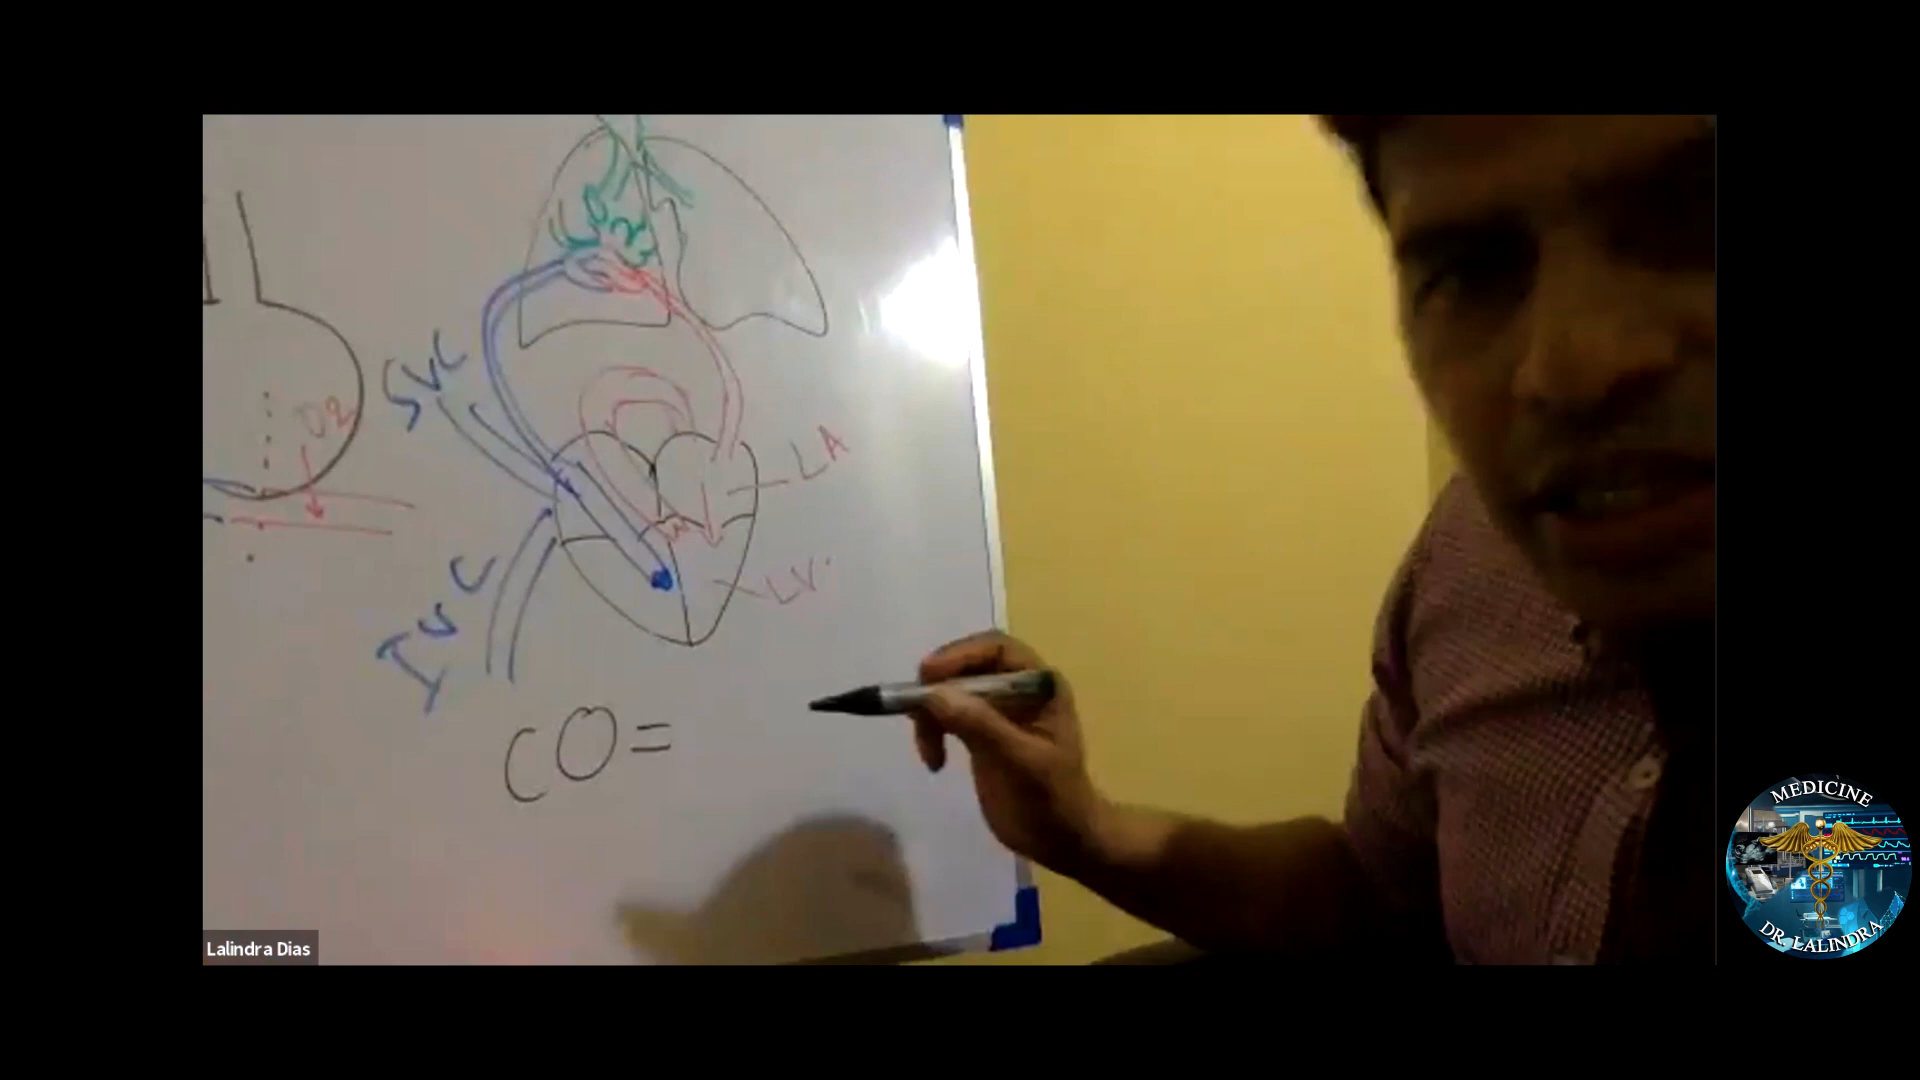 SVC
O2
LA
LV
IVC
CO=
Lalindra Dias
MEDICINE
DR. LALINDRA